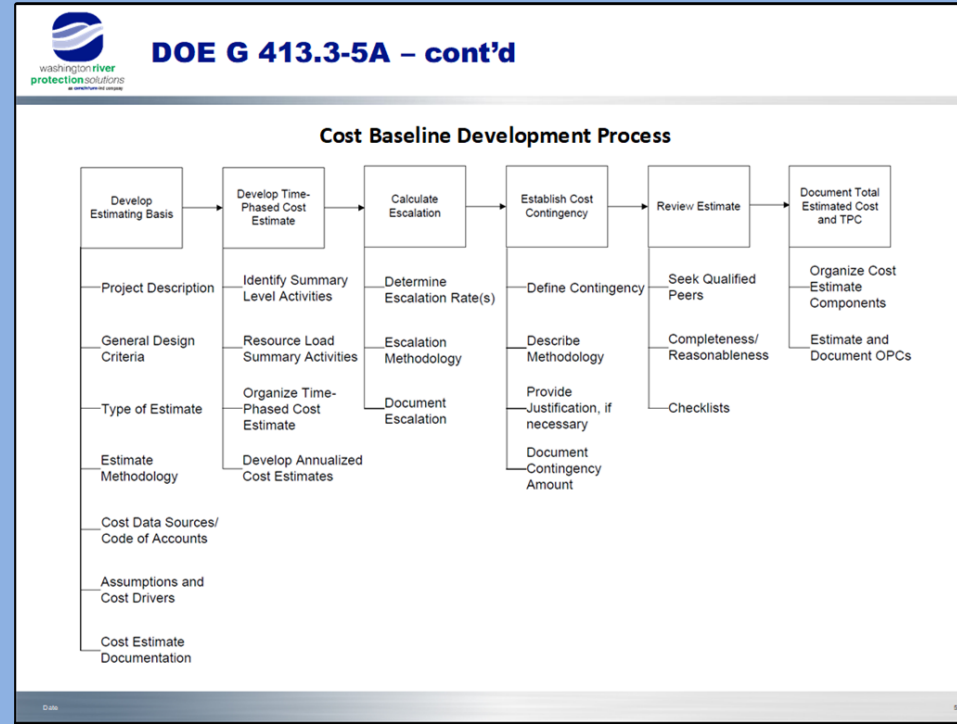 washington river
protection solutions
DOE G 413.3-5A – cont’d
Cost Baseline Development Process
Develop
Estimating Basis
Develop Time-
Phased Cost
Estimate
Calculate
Escalation
Establish Cost
Contingency
Review Estimate
Document Total
Estimated Cost
and TPC
Project Description
General Design
Criteria
Type of Estimate
Estimate
Methodology
Cost Data Sources/
Code of Accounts
Assumptions and
Cost Drivers
Cost Estimate
Documentation
Identify Summary
Level Activities
Resource Load
Summary Activities
Organize Time-
Phased Cost
Estimate
Develop Annualized
Cost Estimates
Determine
Escalation Rate(s)
Escalation
Methodology
Document
Escalation
Define Contingency
Describe
Methodology
Provide
Justification, if
necessary
Document
Contingency
Amount
Seek Qualified
Peers
Completeness/
Reasonableness
Checklists
Organize Cost
Estimate
Components
Estimate and
Document OPCs
Date